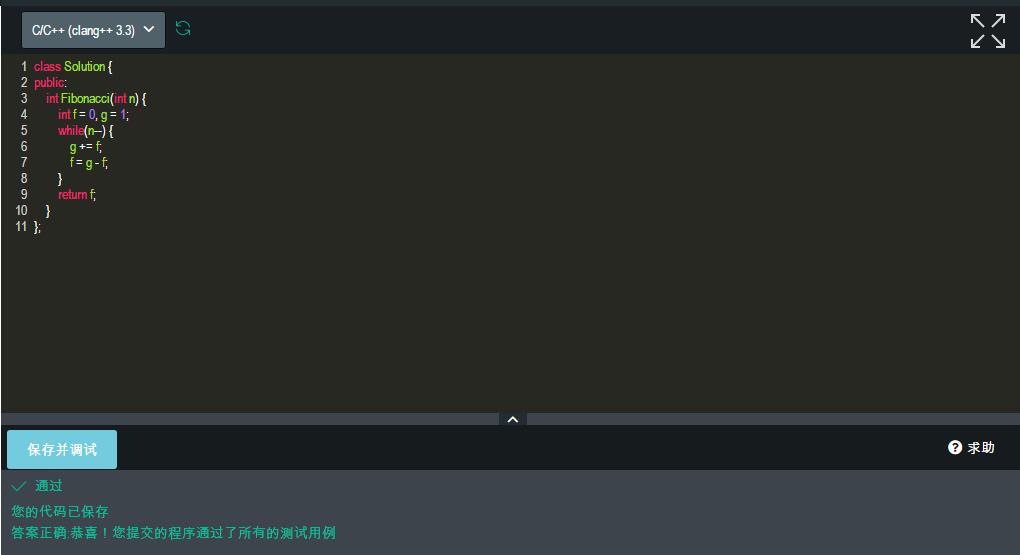 C/C++ (clang++ 3.3)
1 class Solution {
2 public:
3     int Fibonacci(int n) {
4         int f = 0, g = 1;
5         while(n--) {
6             g += f;
7             f = g - f;
8         }
9         return f;
10     }
11 };
保存并调试
? 求助
通过
您的代码已保存
答案正确:恭喜！您提交的程序通过了所有的测试用例